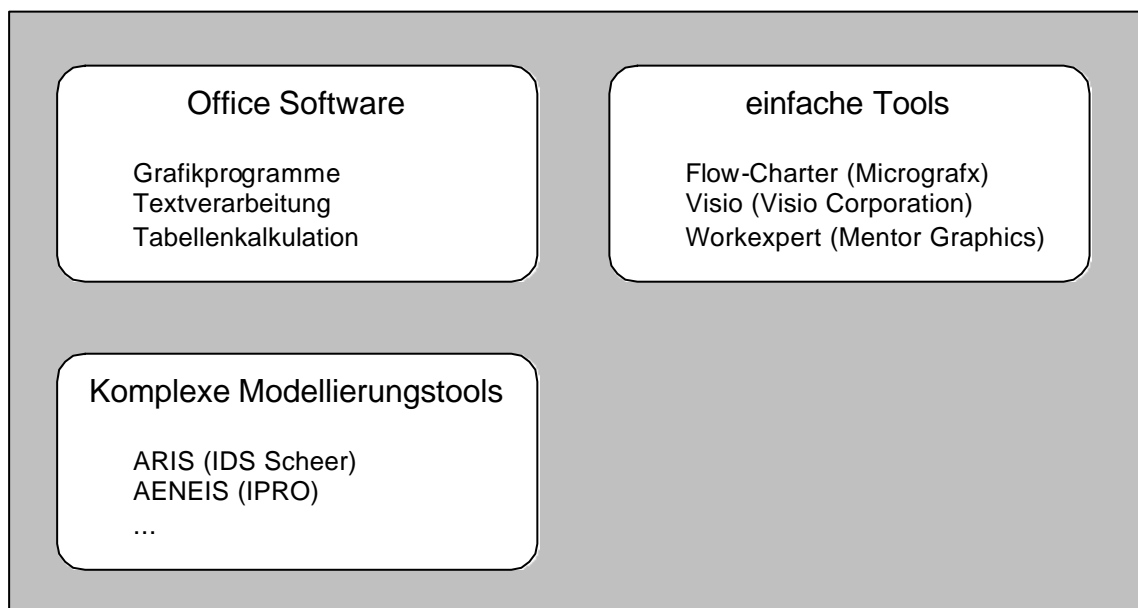 Office Software
Grafikprogramme
Textverarbeitung
Tabellenkalkulation
einfache Tools
Flow-Charter (Micrografx)
Visio (Visio Corporation)
Workexpert (Mentor Graphics)
Komplexe Modellierungstools
ARIS (IDS Scheer)
AENEIS (IPRO)
...